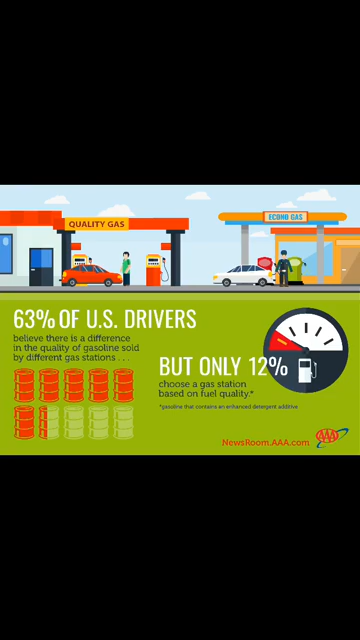 QUALITY GAS
ECONO GAS
63% OF U.S. DRIVERS
believe there is a difference
in the quality of gasoline sold
by different gas stations . . .
BUT ONLY 12%
choose a gas station
based on fuel quality.*
*gasoline that contains an enhanced detergent additive
NewsRoom.AAA.com
AAA